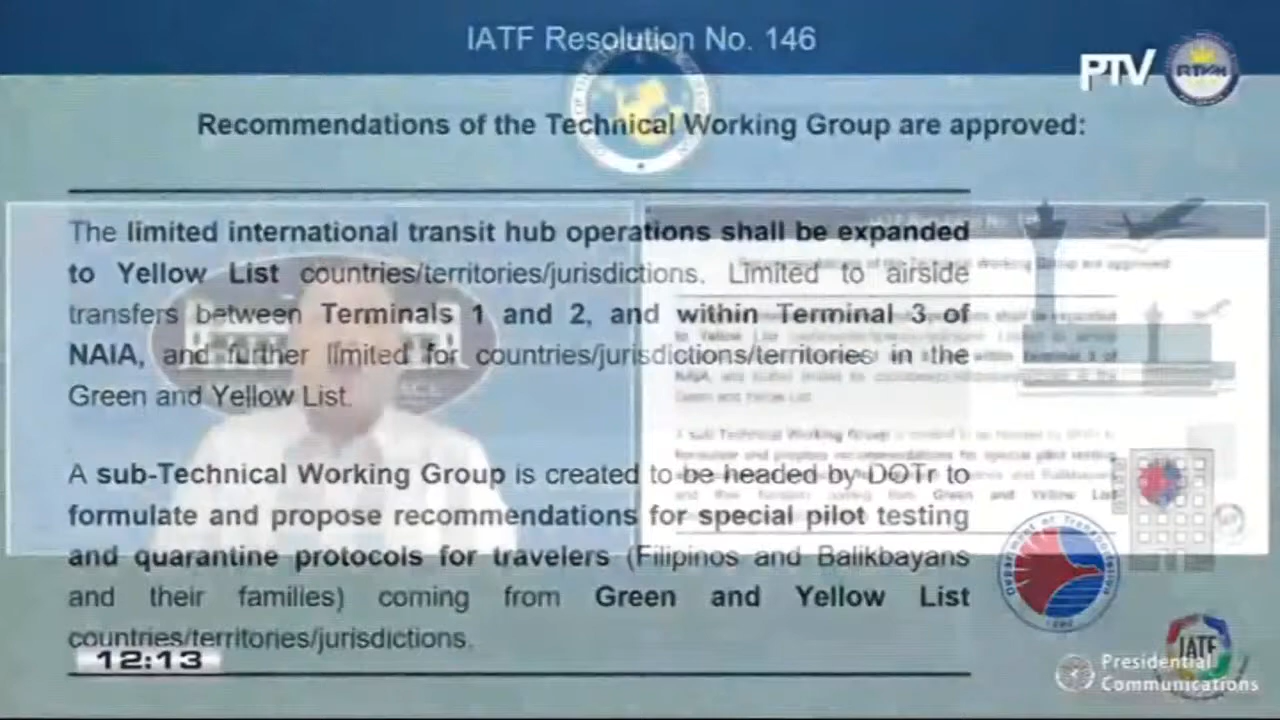 IATF Resolution No. 146
PTV
RTVM
Recommendations of the Technical Working Group are approved:
The limited international transit hub operations shall be expanded
to Yellow List countries/territories/jurisdictions. Limited to airside
transfers between Terminals 1 and 2, and within Terminal 3 of
NAIA, and further limited for countries/jurisdictions/territories in the
Green and Yellow List.
A sub-Technical Working Group is created to be headed by DOTr to
formulate and propose recommendations for special pilot testing
and quarantine protocols for travelers (Filipinos and Balikbayans
and their families) coming from Green and Yellow List
countries/territories/jurisdictions.
12:13
IATF
Presidential
Communications